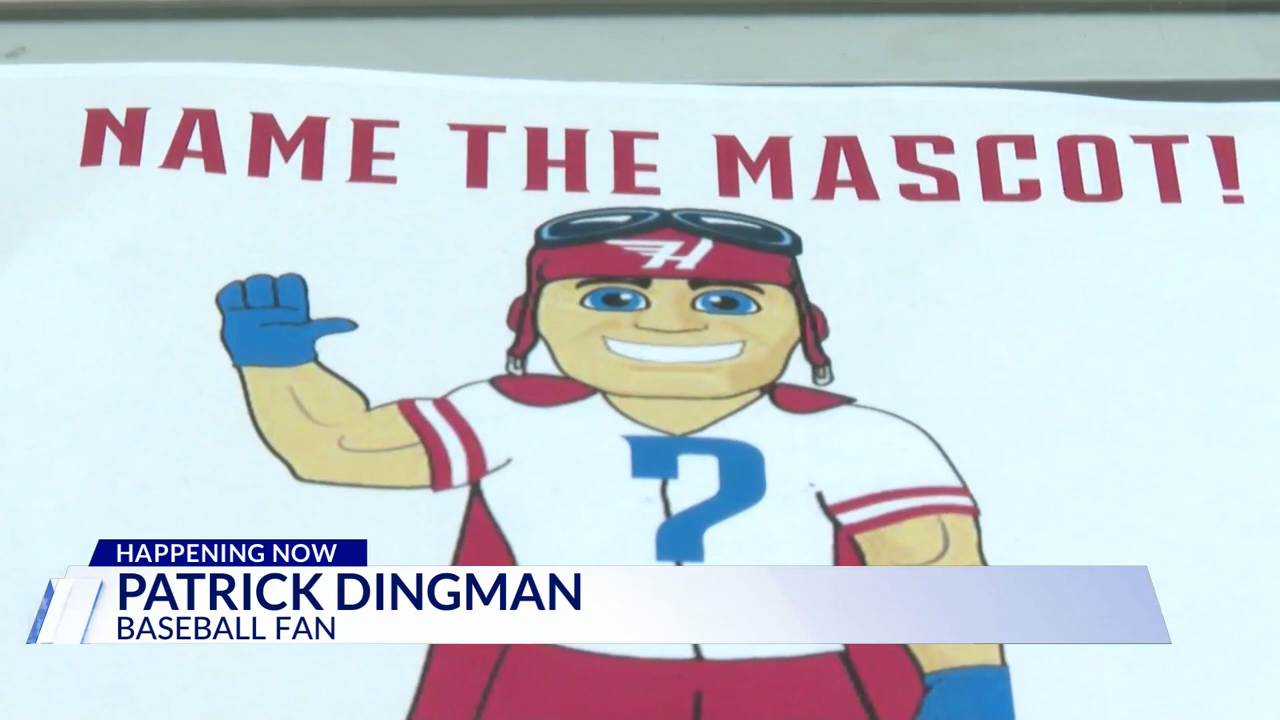 NAME THE MASCOT!
H
?
HAPPENING NOW
PATRICK DINGMAN
BASEBALL FAN